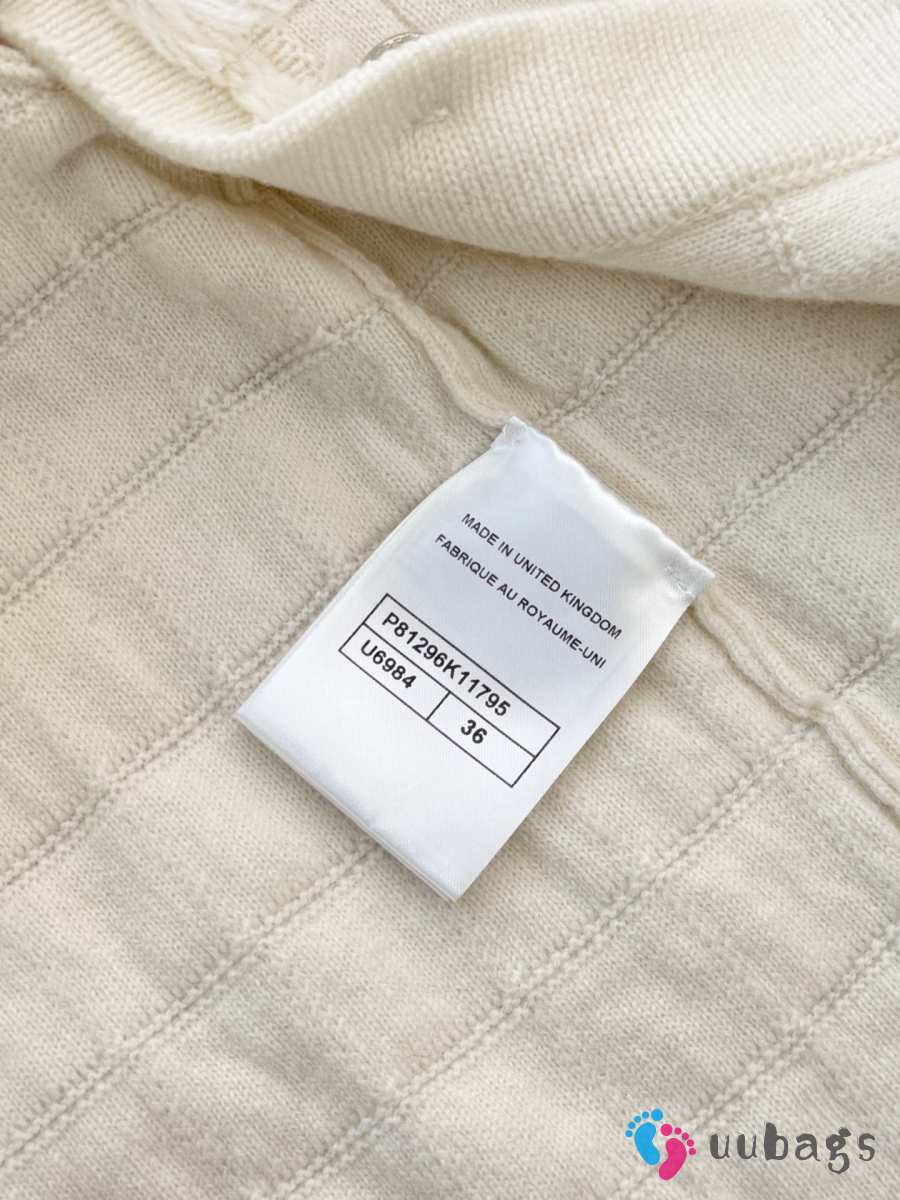 MADE IN UNITED KINGDOM
FABRIQUE AU ROYAUME-UNI
P81296K11795
U6984 36
uubags